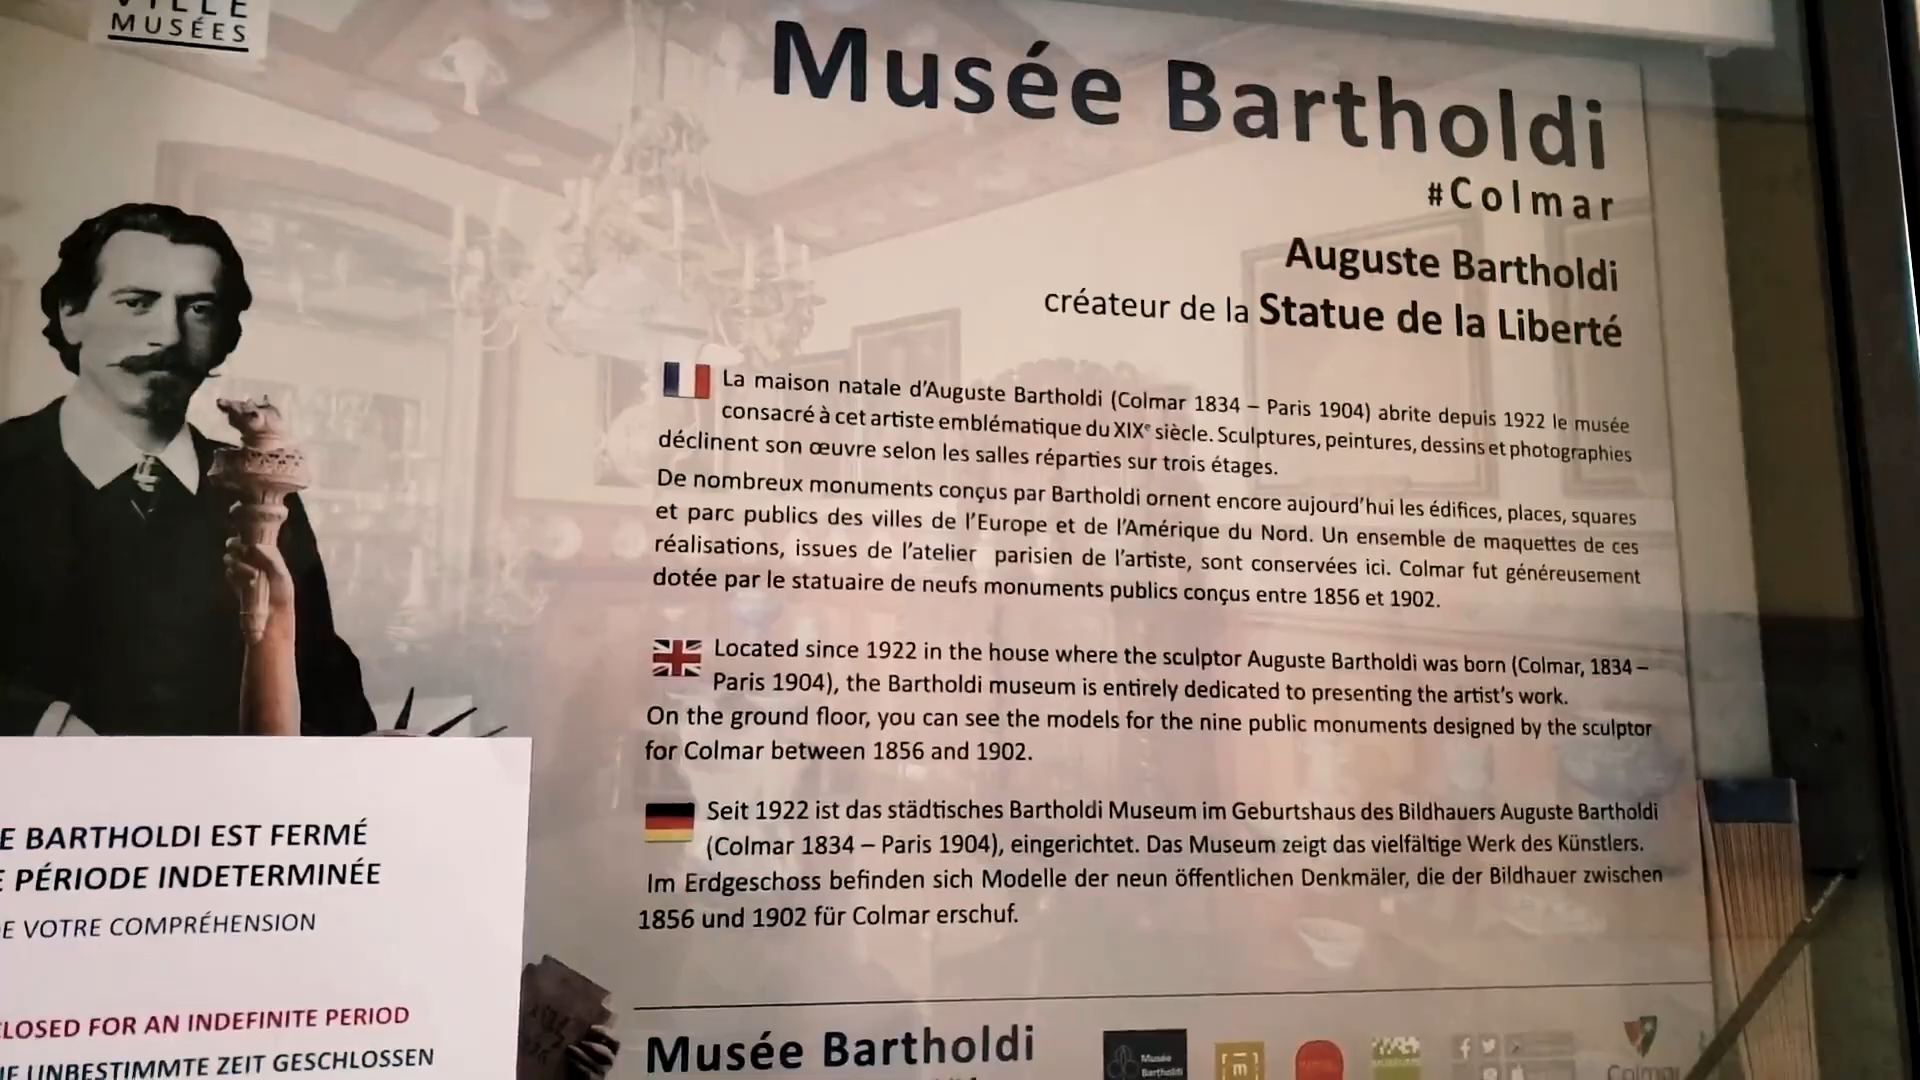 MUSÉES
Musée Bartholdi
#Colmar
Auguste Bartholdi
créateur de la Statue de la Liberté
La maison natale d'Auguste Bartholdi (Colmar 1834 – Paris 1904) abrite depuis 1922 le musée
consacré à cet artiste emblématique du XIXe siècle. Sculptures, peintures, dessins et photographies
déclinent son œuvre selon les salles réparties sur trois étages.
De nombreux monuments conçus par Bartholdi ornent encore aujourd'hui les édifices, places, squares
et parc publics des villes de l'Europe et de l'Amérique du Nord. Un ensemble de maquettes de ces
réalisations, issues de l'atelier parisien de l'artiste, sont conservées ici. Colmar fut généreusement
dotée par le statuaire de neufs monuments publics conçus entre 1856 et 1902.
Located since 1922 in the house where the sculptor Auguste Bartholdi was born (Colmar, 1834 –
Paris 1904), the Bartholdi museum is entirely dedicated to presenting the artist's work.
On the ground floor, you can see the models for the nine public monuments designed by the sculptor
for Colmar between 1856 and 1902.
Seit 1922 ist das städtisches Bartholdi Museum im Geburtshaus des Bildhauers Auguste Bartholdi
(Colmar 1834 – Paris 1904), eingerichtet. Das Museum zeigt das vielfältige Werk des Künstlers.
Im Erdgeschoss befinden sich Modelle der neun öffentlichen Denkmäler, die der Bildhauer zwischen
1856 und 1902 für Colmar erschuf.
E BARTHOLDI EST FERMÉ
E PÉRIODE INDETERMINÉE
E VOTRE COMPRÉHENSION
LOSED FOR AN INDEFINITE PERIOD
UNBESTIMMTE ZEIT GESCHLOSSEN
Musée Bartholdi
Musée
Bartholdi
m
Colmar